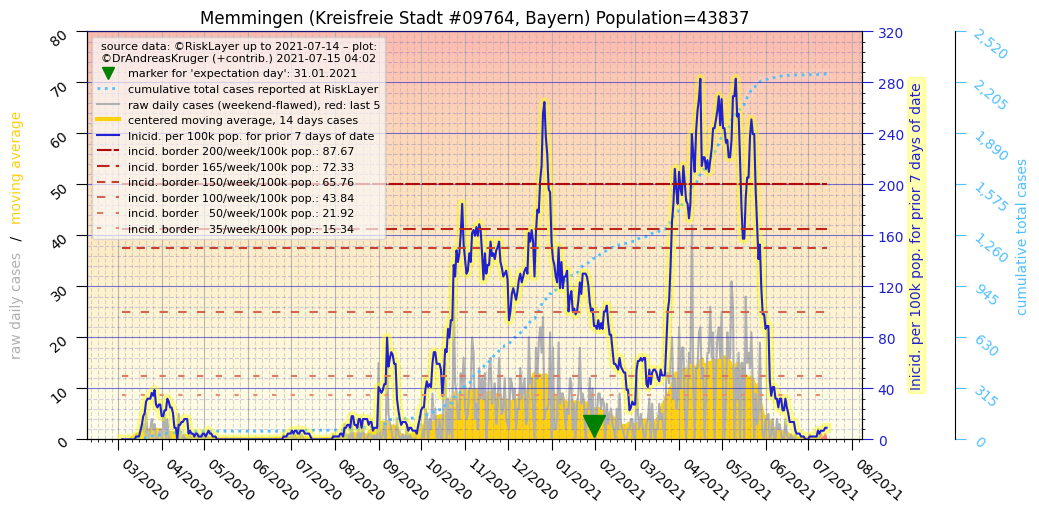 Memmingen (Kreisfreie Stadt #09764, Bayern) Population=43837
source data: ©RiskLayer up to 2021-07-14 – plot:
©DrAndreasKruger (+contrib.) 2021-07-15 04:02
marker for 'expectation day': 31.01.2021
cumulative total cases reported at RiskLayer
raw daily cases (weekend-flawed), red: last 5
centered moving average, 14 days cases
Inicid. per 100k pop. for prior 7 days of date
incid. border 200/week/100k pop.: 87.67
incid. border 165/week/100k pop.: 72.33
incid. border 150/week/100k pop.: 65.76
incid. border 100/week/100k pop.: 43.84
incid. border 50/week/100k pop.: 21.92
incid. border 35/week/100k pop.: 15.34
raw daily cases / moving average
80
70
60
50
40
30
20
10
0
03/2020
04/2020
05/2020
06/2020
07/2020
08/2020
09/2020
10/2020
11/2020
12/2020
01/2021
02/2021
03/2021
04/2021
05/2021
06/2021
07/2021
08/2021
320
280
240
200
160
120
80
40
0
Inicid. per 100k pop. for prior 7 days of date
2,520
2,205
1,890
1,575
1,260
945
630
315
0
cumulative total cases